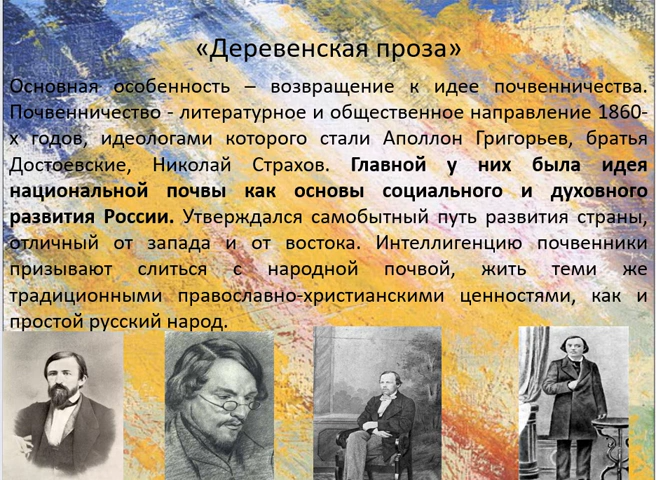 «Деревенская проза»
Основная особенность – возвращение к идее почвенничества.
Почвенничество - литературное и общественное направление 1860-
х годов, идеологами которого стали Аполлон Григорьев, братья
Достоевские, Николай Страхов. Главной у них была идея
национальной почвы как основы социального и духовного
развития России. Утверждался самобытный путь развития страны,
отличный от запада и от востока. Интеллигенцию почвенники
призывают слиться с народной почвой, жить теми же
традиционными православно-христианскими ценностями, как и
простой русский народ.